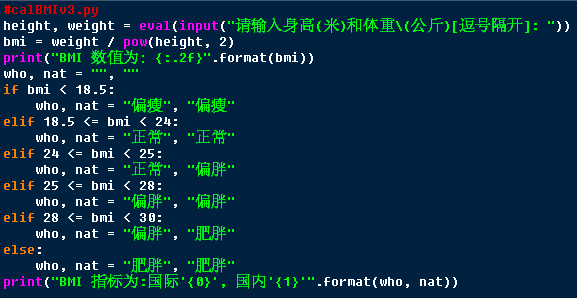 #calBMIv3.py
height, weight = eval(input("请输入身高(米)和体重\(公斤)[逗号隔开]: "))
bmi = weight / pow(height, 2)
print("BMI 数值为: {:.2f}".format(bmi))
who, nat = "", ""
if bmi < 18.5:
    who, nat = "偏瘦", "偏瘦"
elif 18.5 <= bmi < 24:
    who, nat = "正常", "正常"
elif 24 <= bmi < 25:
    who, nat = "正常", "偏胖"
elif 25 <= bmi < 28:
    who, nat = "偏胖", "偏胖"
elif 28 <= bmi < 30:
    who, nat = "偏胖", "肥胖"
else:
    who, nat = "肥胖", "肥胖"
print("BMI 指标为:国际'{0}', 国内'{1}'".format(who, nat))